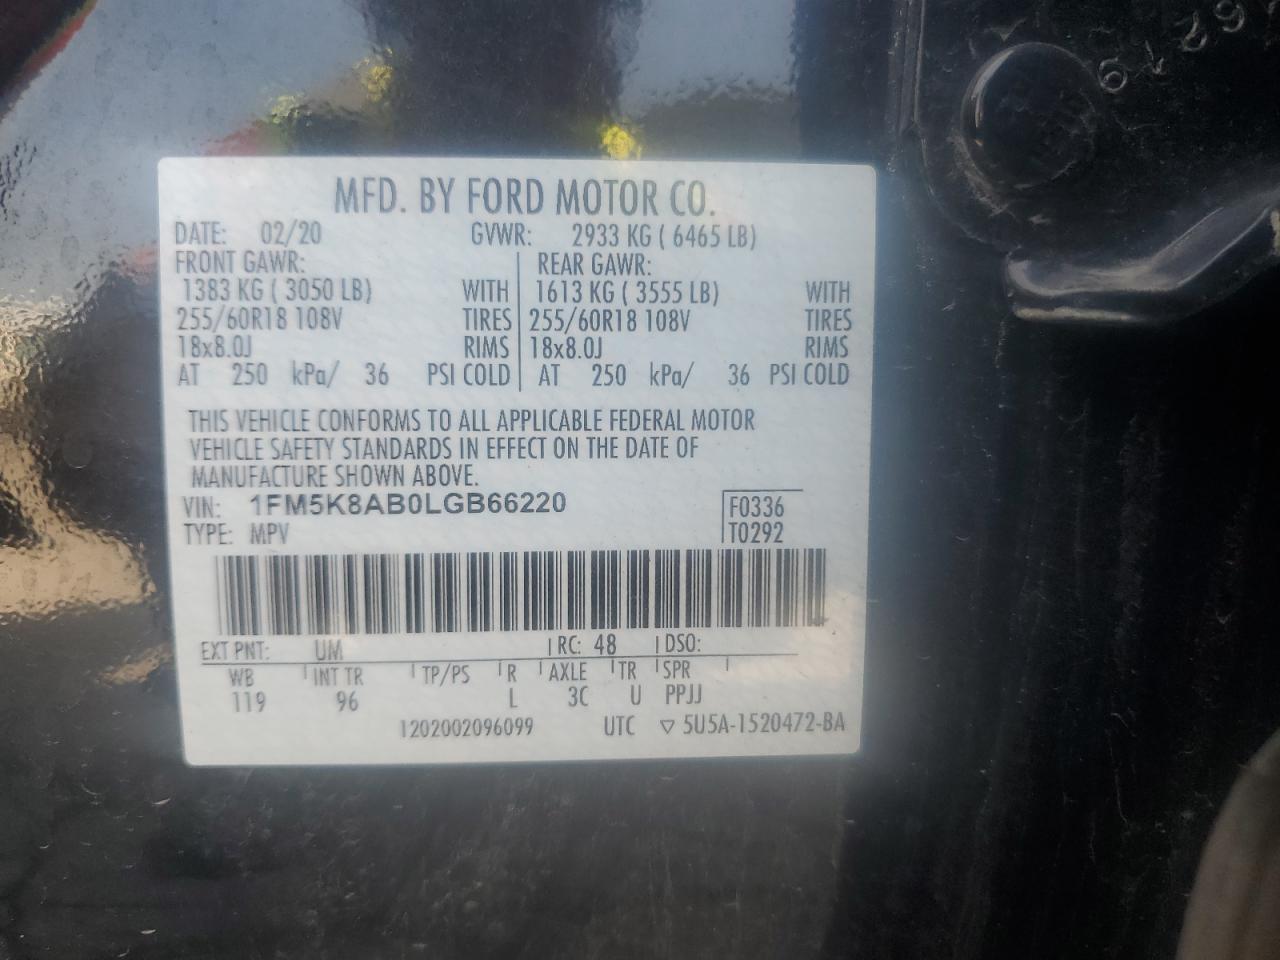 6291 9
MFD. BY FORD MOTOR CO.
DATE: 02/20 GVWR: 2933 KG ( 6465 LB)
FRONT GAWR: REAR GAWR:
1383 KG ( 3050 LB) WITH 1613 KG ( 3555 LB) WITH
255/60R18 108V TIRES 255/60R18 108V TIRES
18x8.0J RIMS 18x8.0J RIMS
AT 250 kPa/ 36 PSI COLD AT 250 kPa/ 36 PSI COLD
THIS VEHICLE CONFORMS TO ALL APPLICABLE FEDERAL MOTOR
VEHICLE SAFETY STANDARDS IN EFFECT ON THE DATE OF
MANUFACTURE SHOWN ABOVE.
VIN: 1FM5K8AB0LGB66220 F0336
TYPE: MPV T0292
EXT PNT: UM RC: 48 DSO:
WB INT TR TP/PS R AXLE TR SPR
119 96 L 3C U PPJJ
1202002096099 UTC ▽ 5U5A-1520472-BA